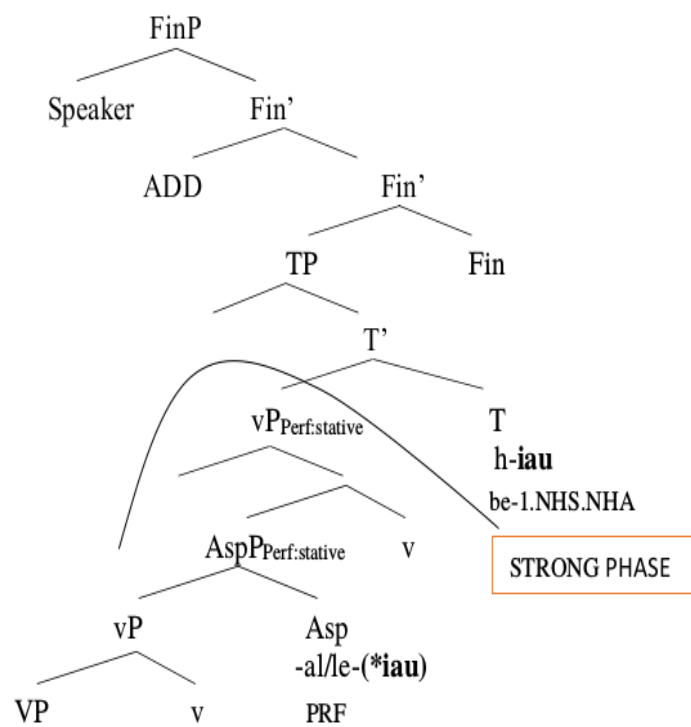 FinP
Speaker Fin’
ADD Fin’
TP Fin
T’
vPPerf:stative T
h-iau
be-1.NHS.NHA
AspPPerf:stative v
STRONG PHASE
vP Asp
-al/le-(*iau)
VP v PRF